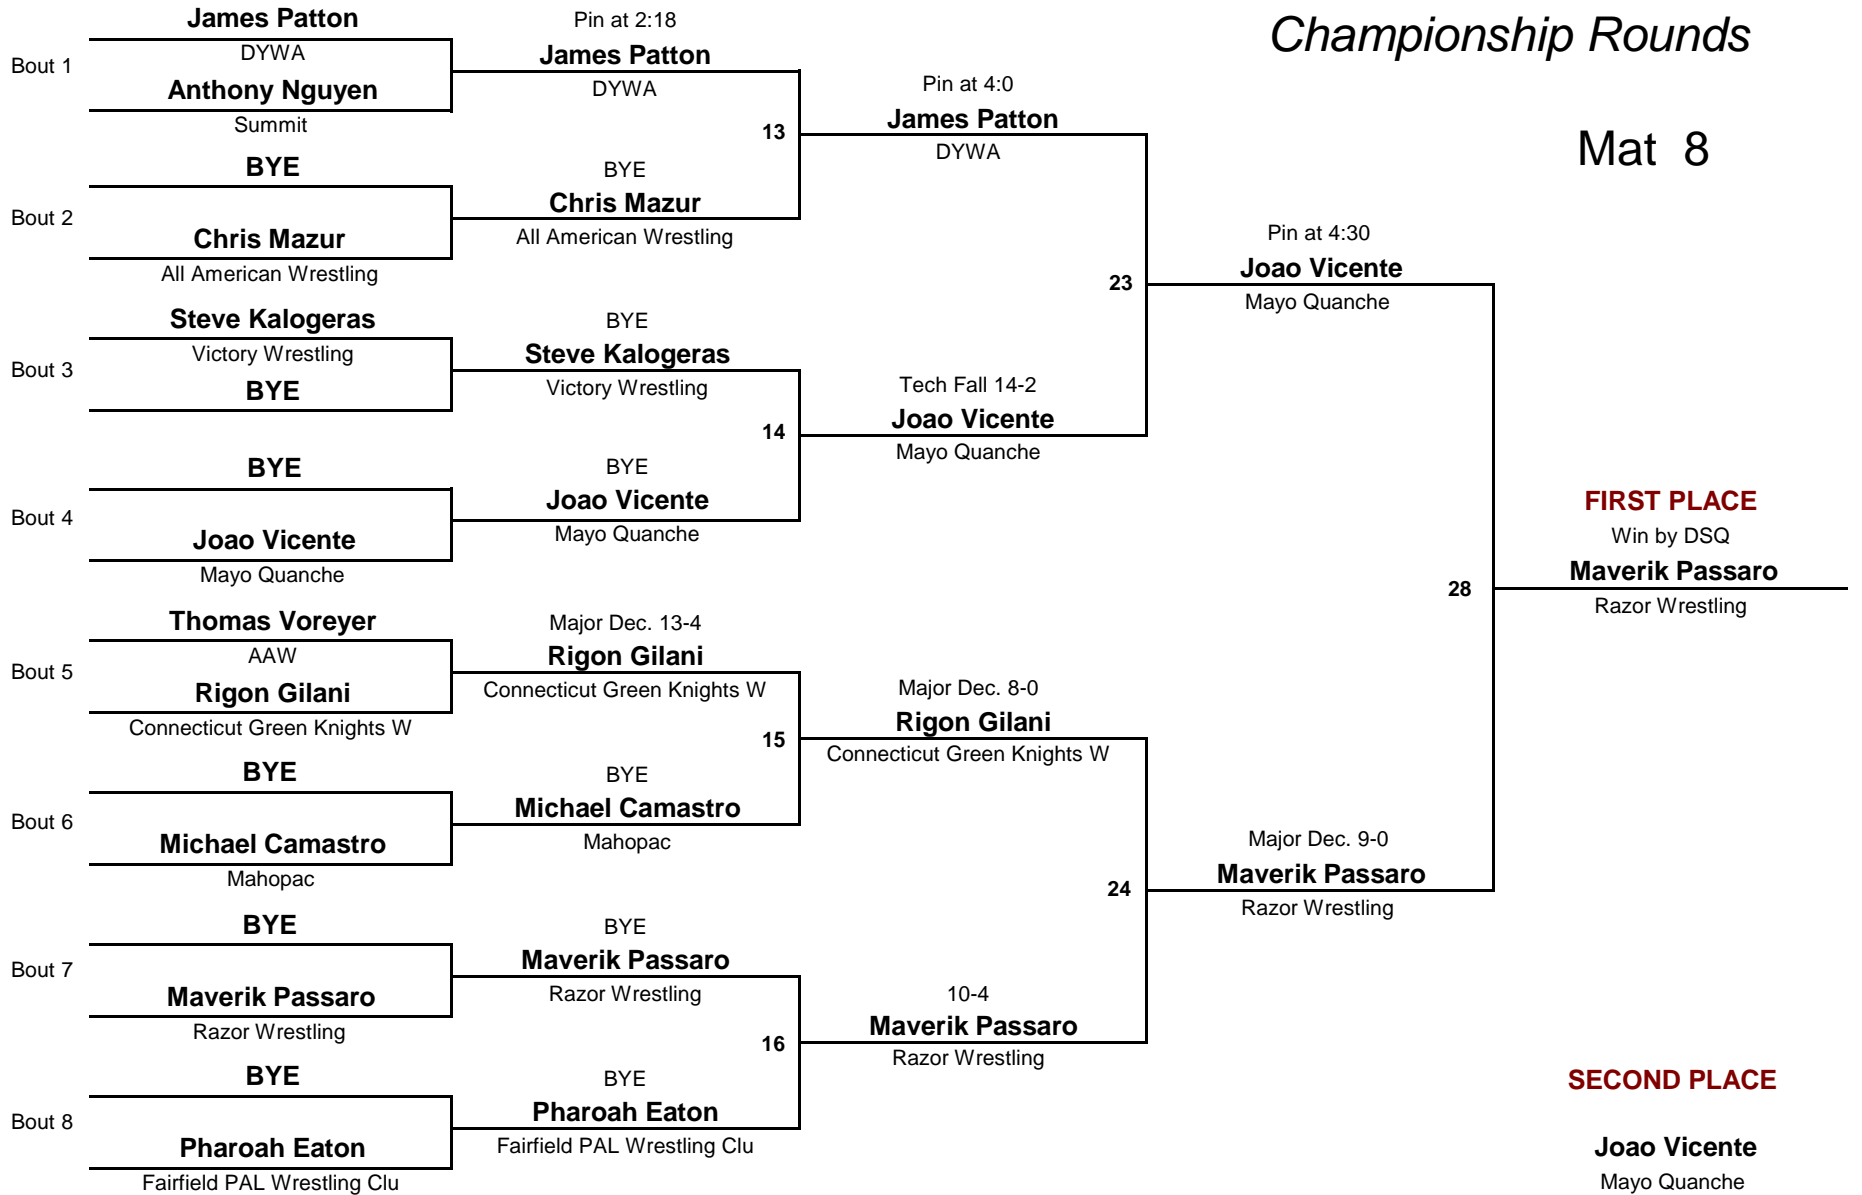 Championship Rounds
Mat 8
Bout 1
James Patton
DYWA
Anthony Nguyen
Summit
Bout 2
BYE
Chris Mazur
All American Wrestling
Bout 3
Steve Kalogeras
Victory Wrestling
BYE
Bout 4
BYE
Joao Vicente
Mayo Quanche
Bout 5
Thomas Voreyer
AAW
Rigon Gilani
Connecticut Green Knights W
Bout 6
BYE
Michael Camastro
Mahopac
Bout 7
BYE
Maverik Passaro
Razor Wrestling
Bout 8
BYE
Pharoah Eaton
Fairfield PAL Wrestling Clu
Pin at 2:18
James Patton
DYWA
13
BYE
Chris Mazur
All American Wrestling
BYE
Steve Kalogeras
Victory Wrestling
14
BYE
Joao Vicente
Mayo Quanche
Major Dec. 13-4
Rigon Gilani
Connecticut Green Knights W
15
BYE
Michael Camastro
Mahopac
BYE
Maverik Passaro
Razor Wrestling
16
BYE
Pharoah Eaton
Fairfield PAL Wrestling Clu
Pin at 4:0
James Patton
DYWA
23
Tech Fall 14-2
Joao Vicente
Mayo Quanche
Major Dec. 8-0
Rigon Gilani
Connecticut Green Knights W
24
10-4
Maverik Passaro
Razor Wrestling
Pin at 4:30
Joao Vicente
Mayo Quanche
28
Major Dec. 9-0
Maverik Passaro
Razor Wrestling
FIRST PLACE
Win by DSQ
Maverik Passaro
Razor Wrestling
SECOND PLACE
Joao Vicente
Mayo Quanche